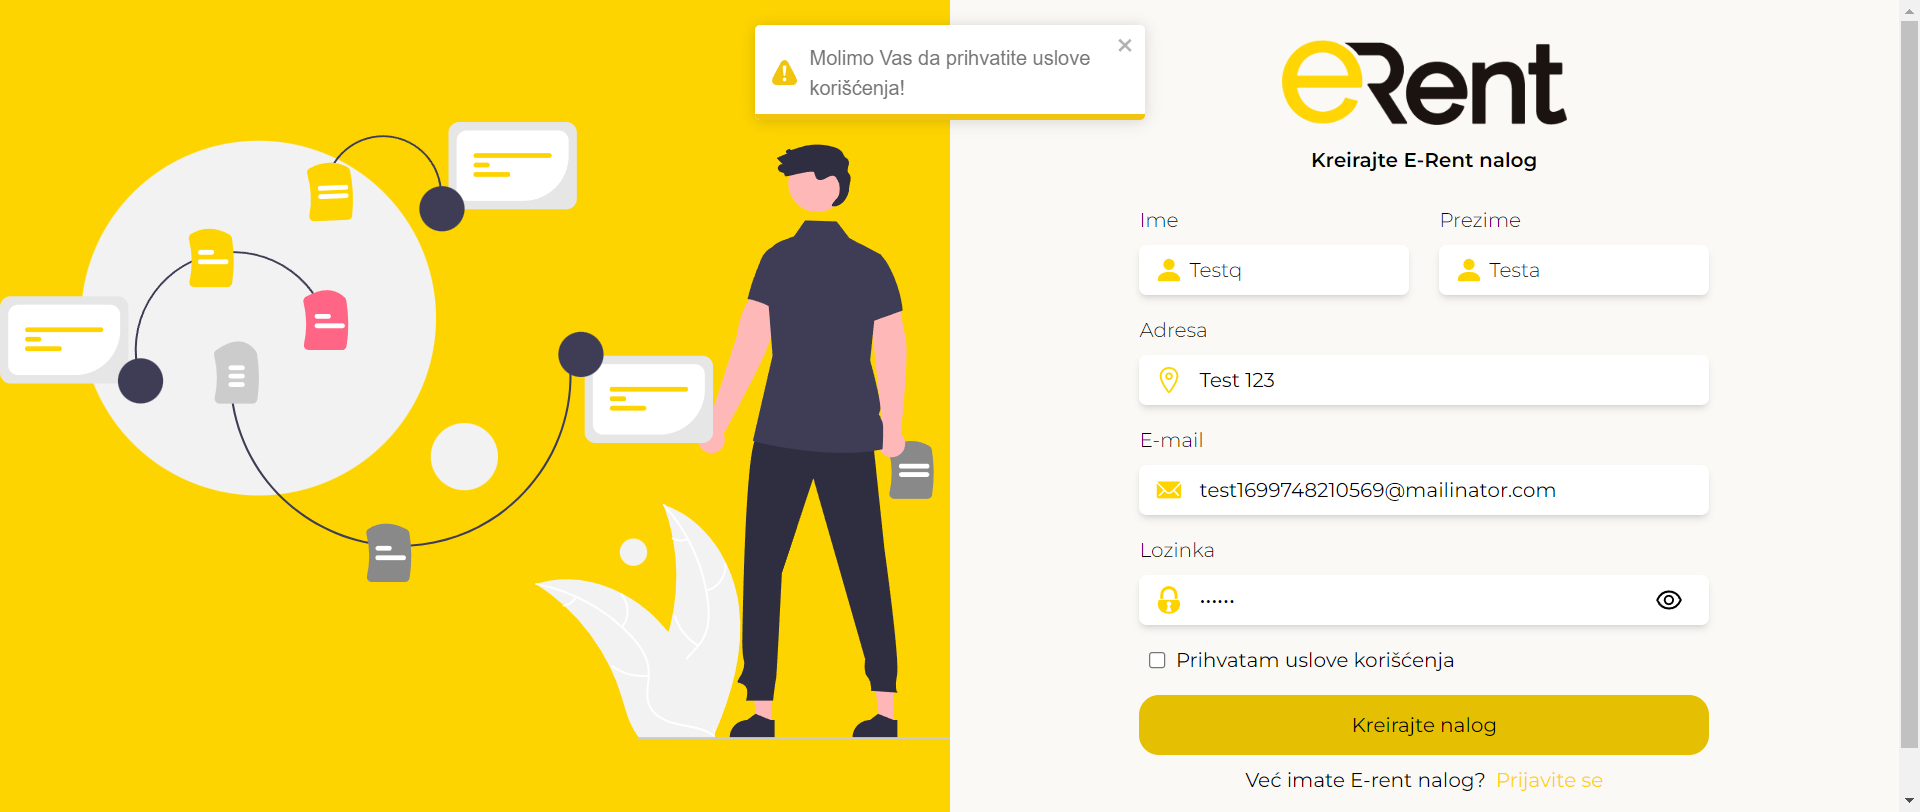 Molimo Vas da prihvatite uslove
korišćenja!
eRent
Kreirajte E-Rent nalog
Ime
Prezime
Testq
Testa
Adresa
Test 123
E-mail
test1699748210569@mailinator.com
Lozinka
••••••
Prihvatam uslove korišćenja
Kreirajte nalog
Već imate E-rent nalog? Prijavite se